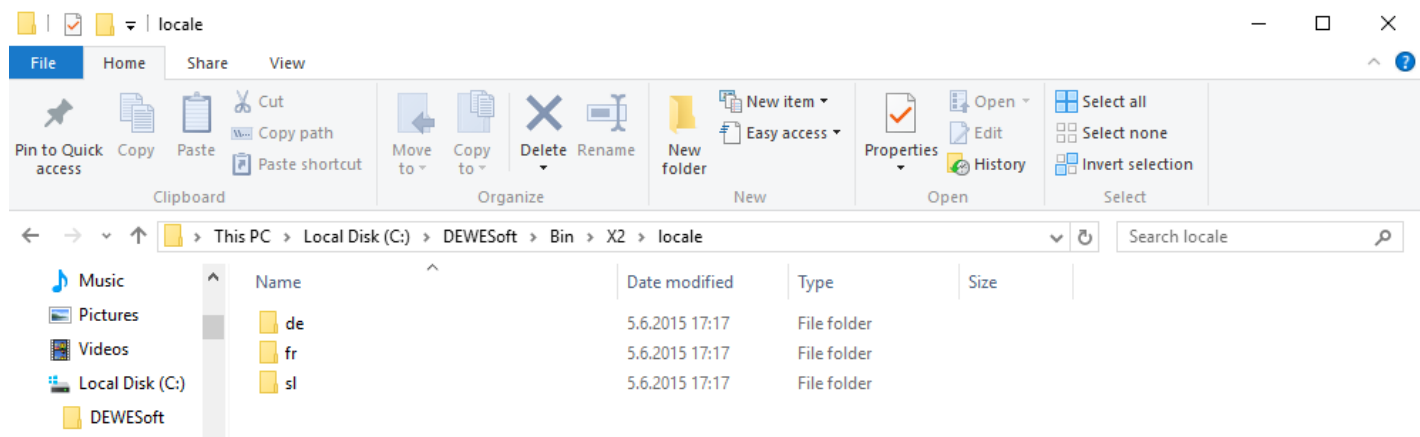 locale
File Home Share View
Pin to Quick access
Copy
Paste
Cut
Copy path
Paste shortcut
Clipboard
Move to
Copy to
Delete
Rename
Organize
New folder
New item
Easy access
New
Properties
Open
Edit
History
Open
Select all
Select none
Invert selection
Select
This PC > Local Disk (C:) > DEWESoft > Bin > X2 > locale
Search locale
Music
Pictures
Videos
Local Disk (C:)
DEWESoft
Name Date modified Type Size
de 5.6.2015 17:17 File folder
fr 5.6.2015 17:17 File folder
sl 5.6.2015 17:17 File folder